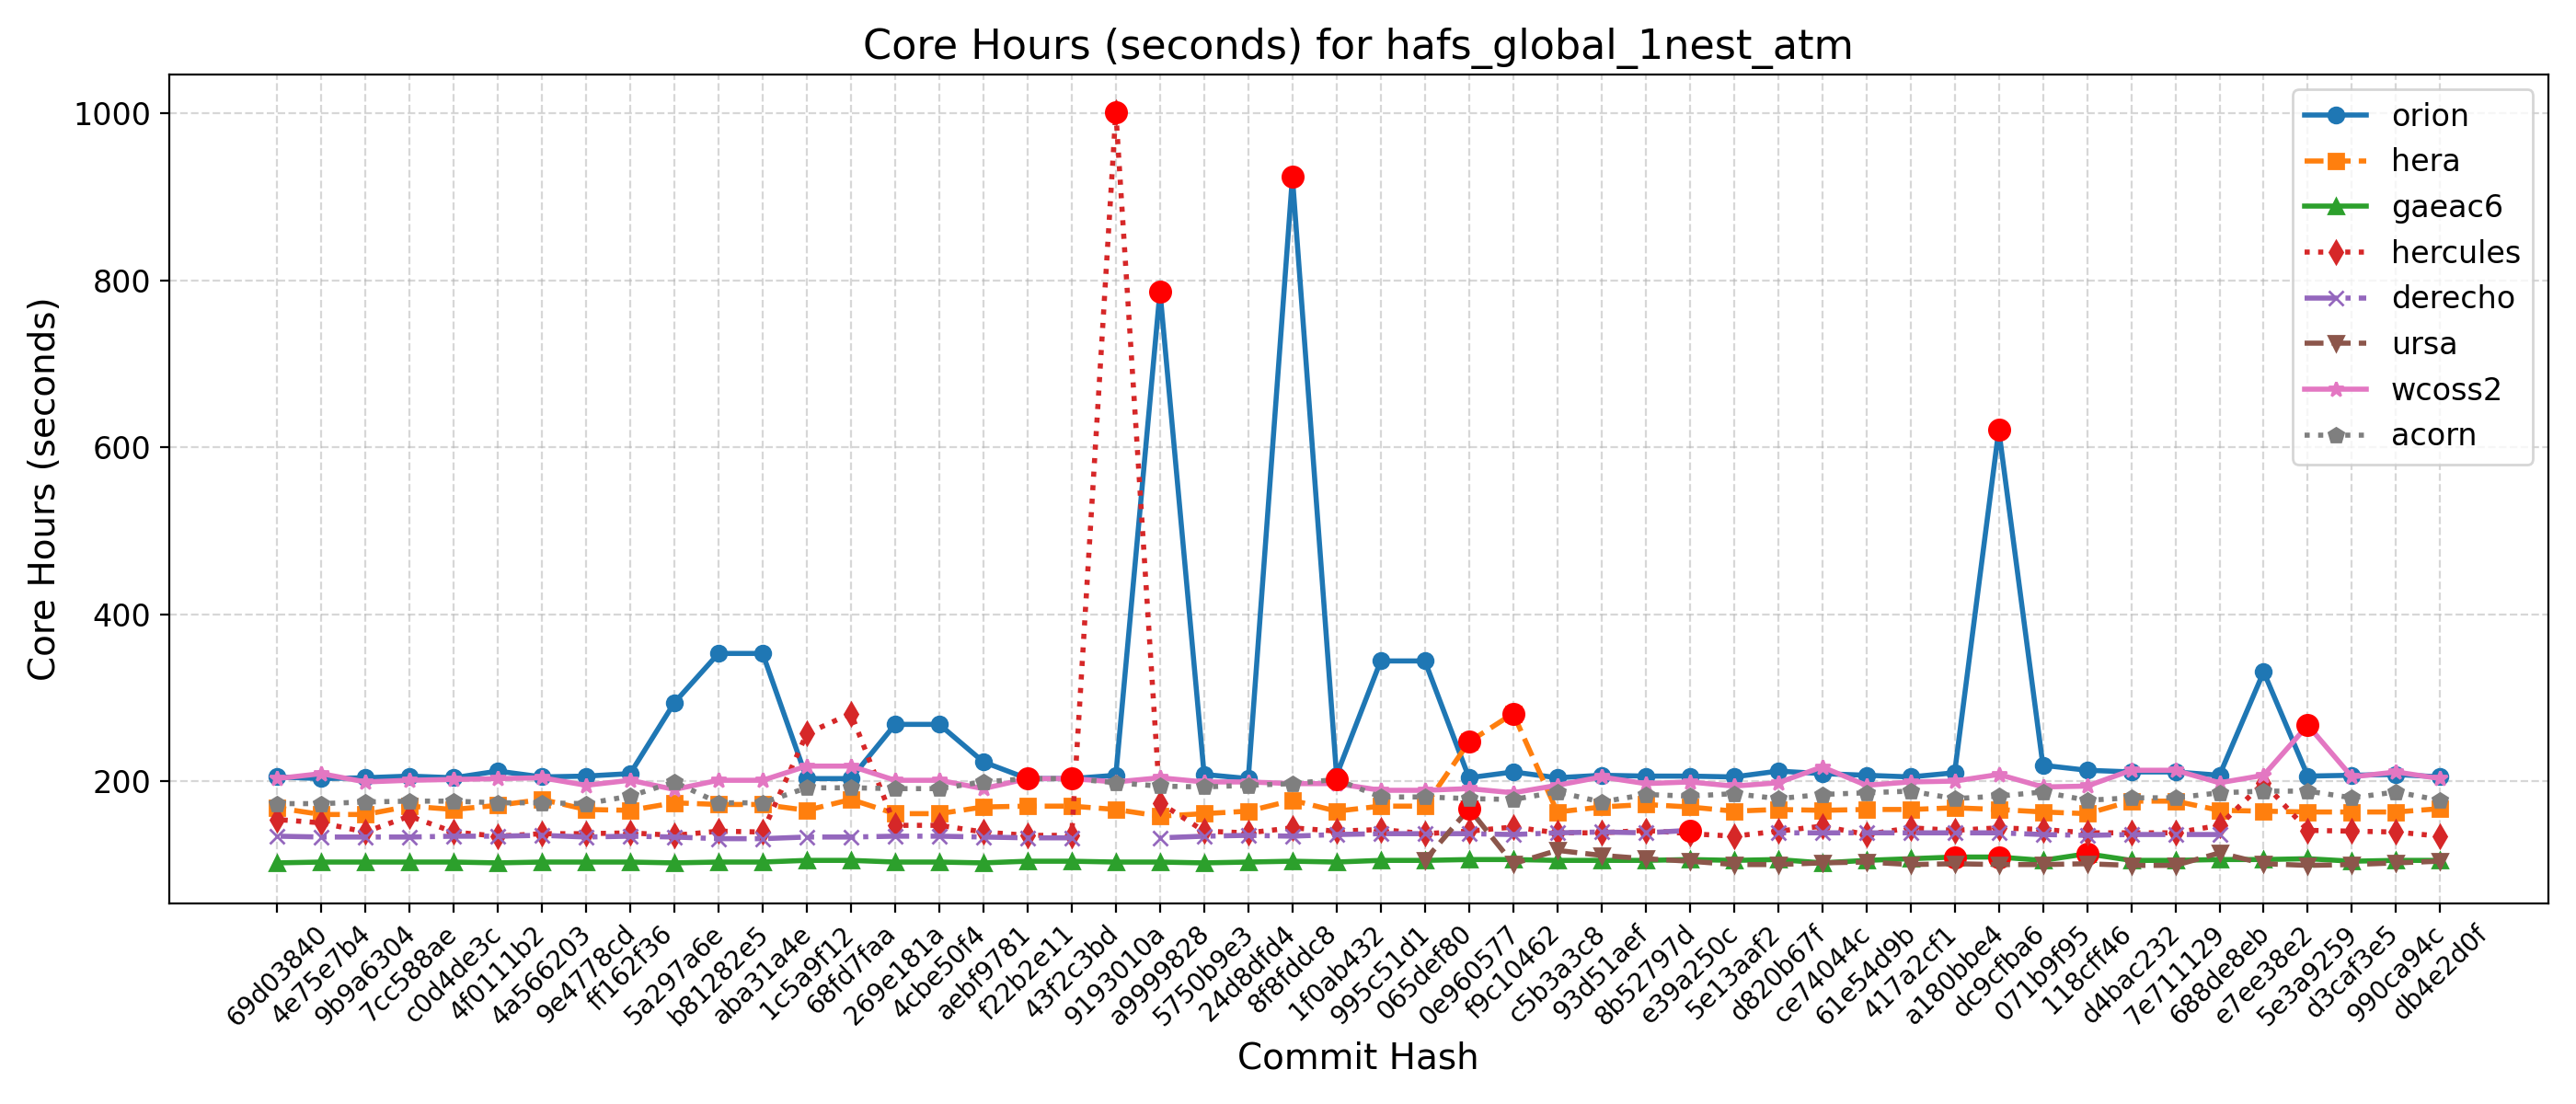 Core Hours (seconds) for hafs_global_1nest_atm
Core Hours (seconds)
1000
800
600
400
200
orion
hera
gaeac6
hercules
derecho
ursa
wcoss2
acorn
69d03840
4e75e7b4
9b9a6304
7cc588ae
c0d4de3c
4f0111b2
4a566203
9e4778cd
ff162f36
5a297a6e
b81282e5
aba31a4e
1c5a9f12
68fd7faa
269e181a
4cbe50f4
aebf9781
f22b2e11
43f2c3bd
9193010a
a9999828
5750b9e3
24d8dfd4
8f8fddc8
1f0ab432
995c51d1
065def80
0e960577
f9c10462
c5b3a3c8
93d51aef
8b52797d
e39a250c
5e13aaf2
d820b67f
ce74044c
61e54d9b
417a2cf1
a180bbe4
dc9cfba6
071b9f95
118cff46
d4bac232
7e711129
688de8eb
e7ee38e2
5e3a9259
d3caf3e5
990ca94c
db4e2d0f
Commit Hash